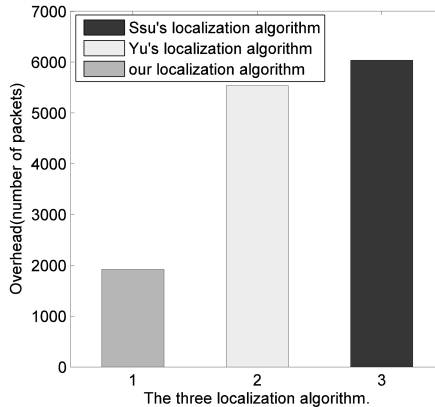 7000
6000
5000
4000
3000
2000
1000
0
Overhead(number of packets)
Ssu's localization algorithm
Yu's localization algorithm
our localization algorithm
1 2 3
The three localization algorithm.